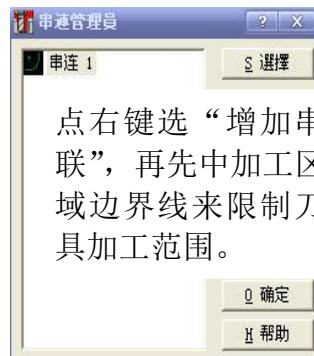 串連管理員
串连 1
S 選擇
点右键选“增加串
联”，再先中加工区
域边界线来限制刀
具加工范围。
O 确定
H 帮助